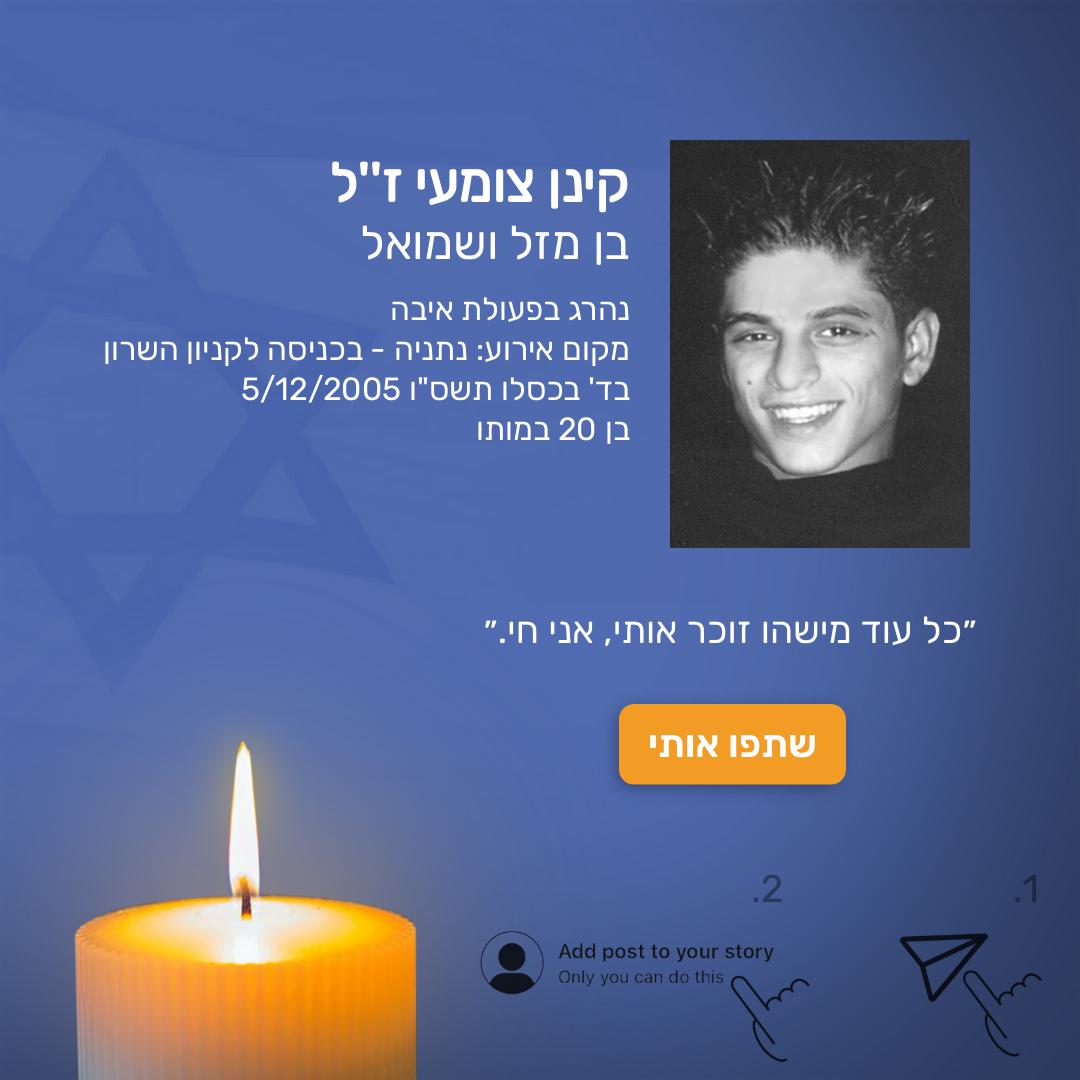 קינן צומעי ז"ל
בן מזל ושמואל
נהרג בפעולת איבה
מקום אירוע: נתניה - בכניסה לקניון השרון
בד' בכסלו תשס"ו 5/12/2005
בן 20 במותו
״כל עוד מישהו זוכר אותי, אני חי.״
שתפו אותי
.1
.2
Add post to your story
Only you can do this